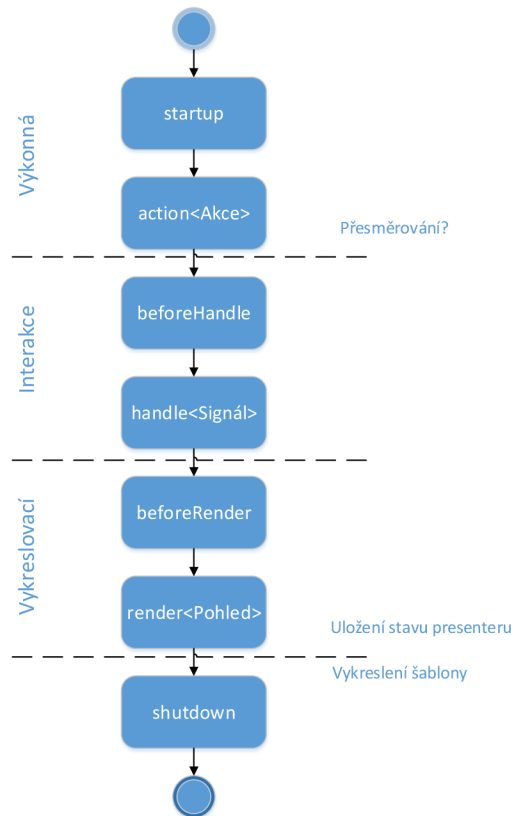 Výkonná
startup
action<Akce>
Přesměrování?
Interakce
beforeHandle
handle<Signál>
Vykreslovací
beforeRender
render<Pohled>
Uložení stavu presenteru
Vykreslení šablony
shutdown